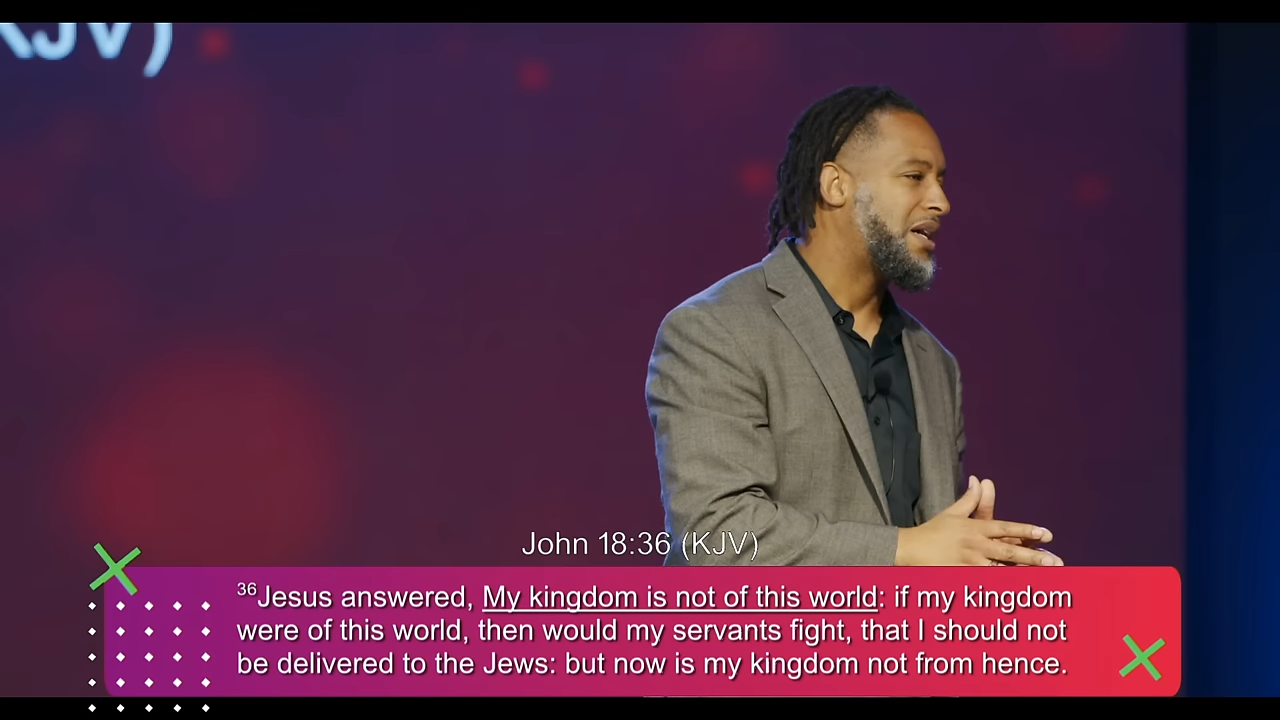 KJV)
John 18:36 (KJV)
36Jesus answered, My kingdom is not of this world: if my kingdom
were of this world, then would my servants fight, that I should not
be delivered to the Jews: but now is my kingdom not from hence.